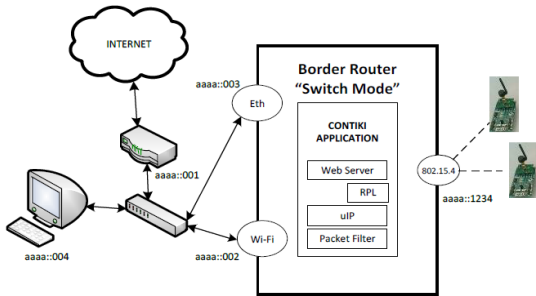 INTERNET
aaaa::003
Border Router
“Switch Mode”
Eth
CONTIKI
APPLICATION
Web Server
802.15.4
aaaa::001
RPL
aaaa::1234
uIP
Wi-Fi
Packet Filter
aaaa::004
aaaa::002